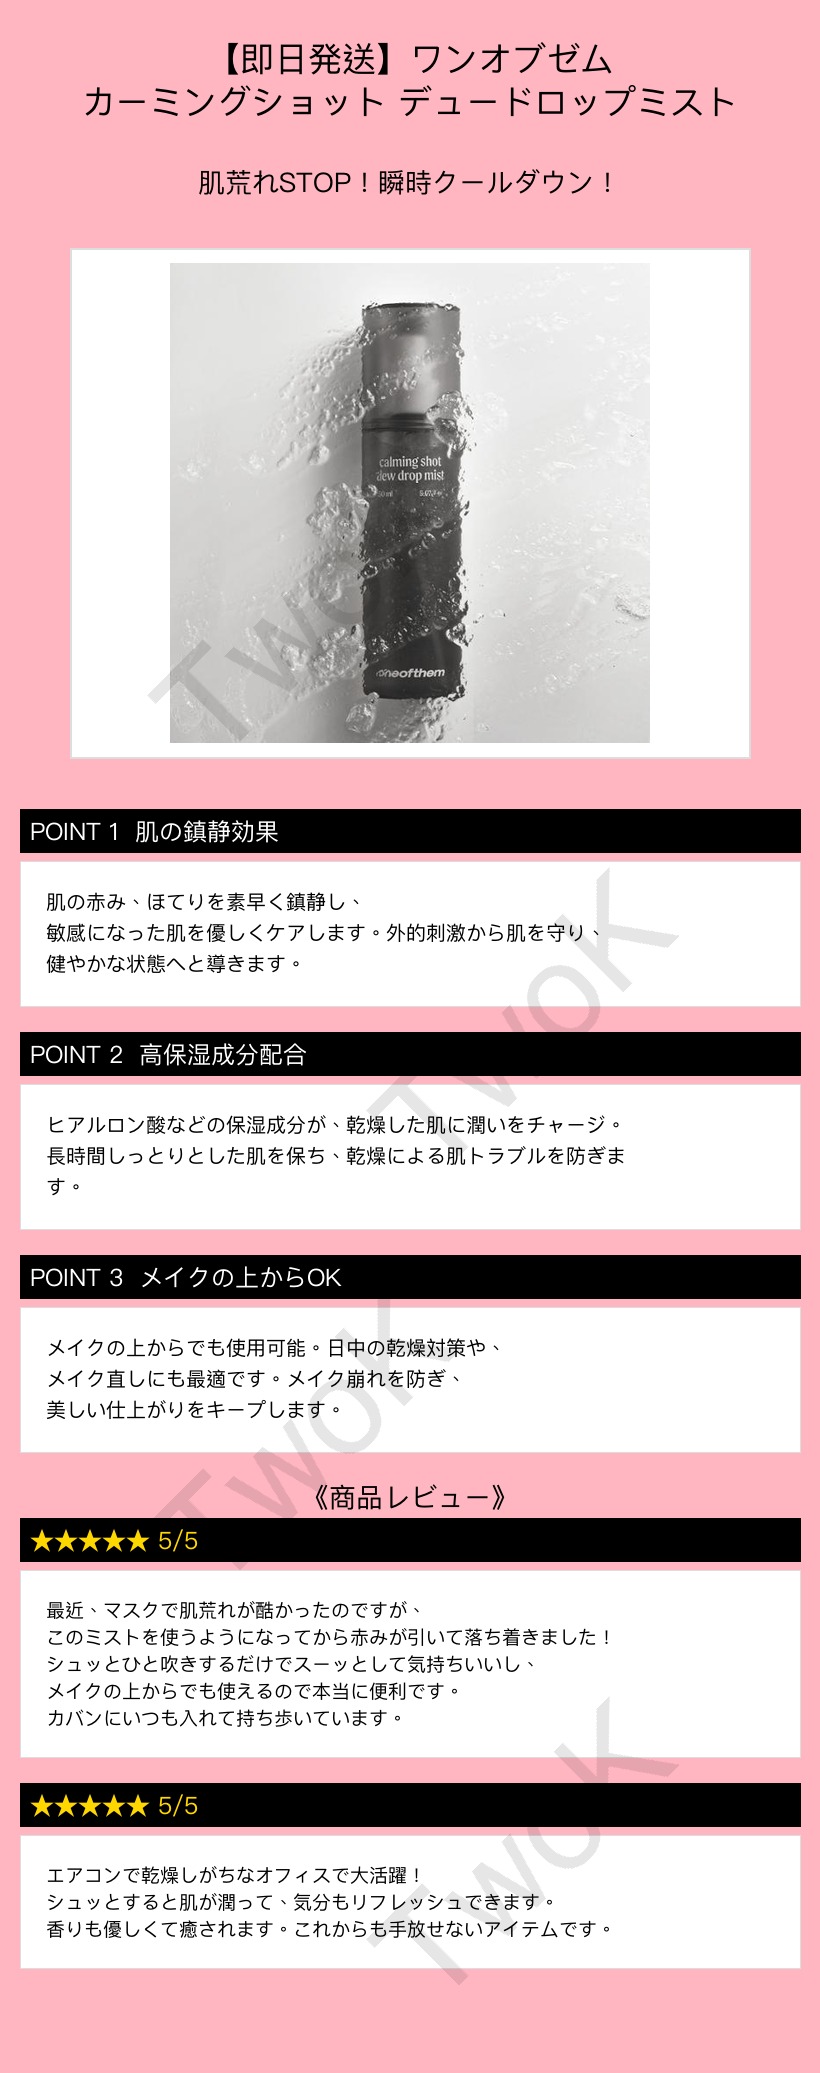 【即日発送】ワンオブゼム
カーミングショット デュードロップミスト
肌荒れSTOP！瞬時クールダウン！
calming shot
dew drop mist
oneofthem
TwoK
POINT 1 肌の鎮静効果
肌の赤み、ほてりを素早く鎮静し、
敏感になった肌を優しくケアします。外的刺激から肌を守り、
健やかな状態へと導きます。
TwoK
POINT 2 高保湿成分配合
ヒアルロン酸などの保湿成分が、乾燥した肌に潤いをチャージ。
長時間しっとりとした肌を保ち、乾燥による肌トラブルを防ぎま
す。
POINT 3 メイクの上からOK
メイクの上からでも使用可能。日中の乾燥対策や、
メイク直しにも最適です。メイク崩れを防ぎ、
美しい仕上がりをキープします。
TwoK
《商品レビュー》
★★★★★ 5/5
最近、マスクで肌荒れが酷かったのですが、
このミストを使うようになってから赤みが引いて落ち着きました！
シュッとひと吹きするだけでスーッとして気持ちいいし、
メイクの上からでも使えるので本当に便利です。
カバンにいつも入れて持ち歩いています。
★★★★★ 5/5
エアコンで乾燥しがちなオフィスで大活躍！
シュッとすると肌が潤って、気分もリフレッシュできます。
香りも優しくて癒されます。これからも手放せないアイテムです。
TwoK